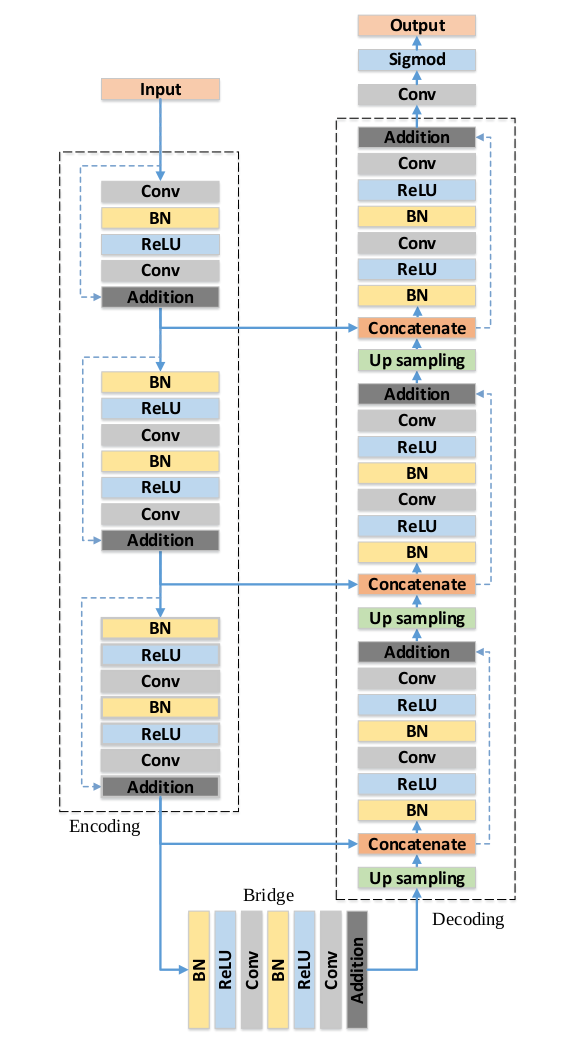 Input
Conv
BN
ReLU
Conv
Addition
BN
ReLU
Conv
BN
ReLU
Conv
Addition
BN
ReLU
Conv
BN
ReLU
Conv
Addition
Encoding
Bridge
BN
ReLU
Conv
BN
ReLU
Conv
Addition
Output
Sigmod
Conv
Addition
Conv
ReLU
BN
Conv
ReLU
BN
Concatenate
Up sampling
Addition
Conv
ReLU
BN
Conv
ReLU
BN
Concatenate
Up sampling
Addition
Conv
ReLU
BN
Conv
ReLU
BN
Concatenate
Up sampling
Decoding